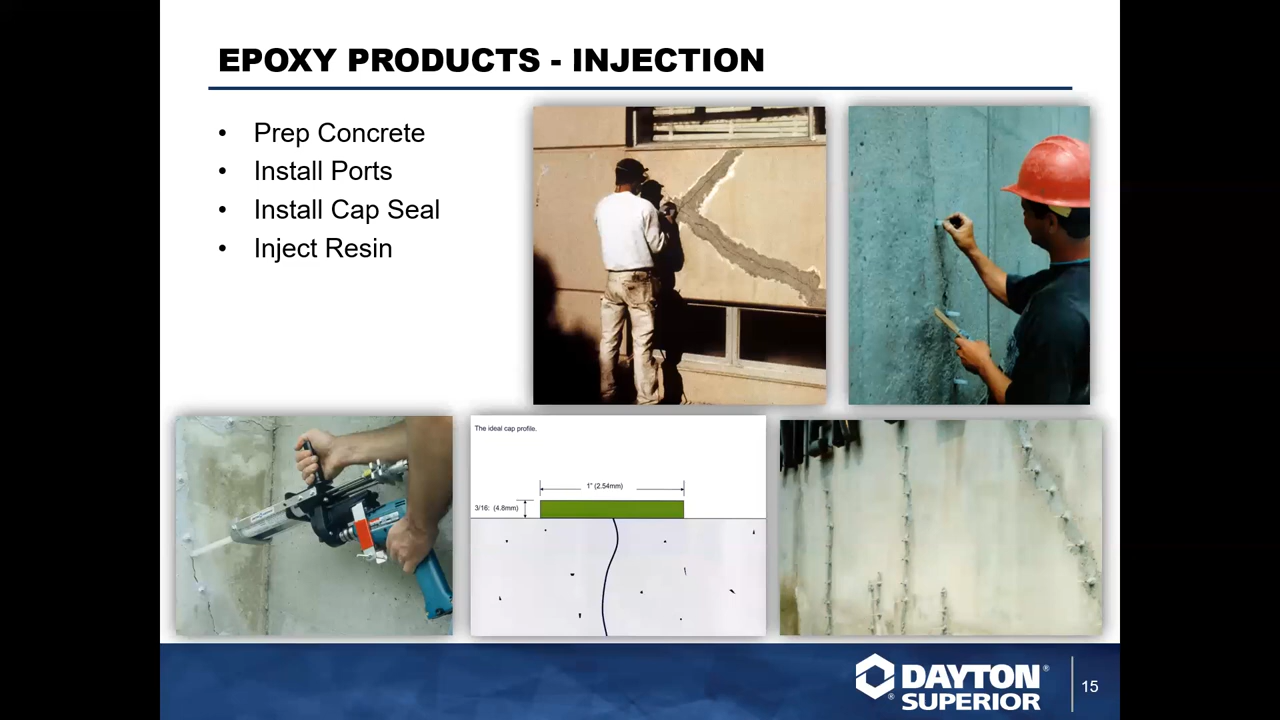 EPOXY PRODUCTS - INJECTION
• Prep Concrete
• Install Ports
• Install Cap Seal
• Inject Resin
The ideal cap profile.
1" (2.54mm)
3/16: (4.8mm)
DAYTON®
® SUPERIOR
15